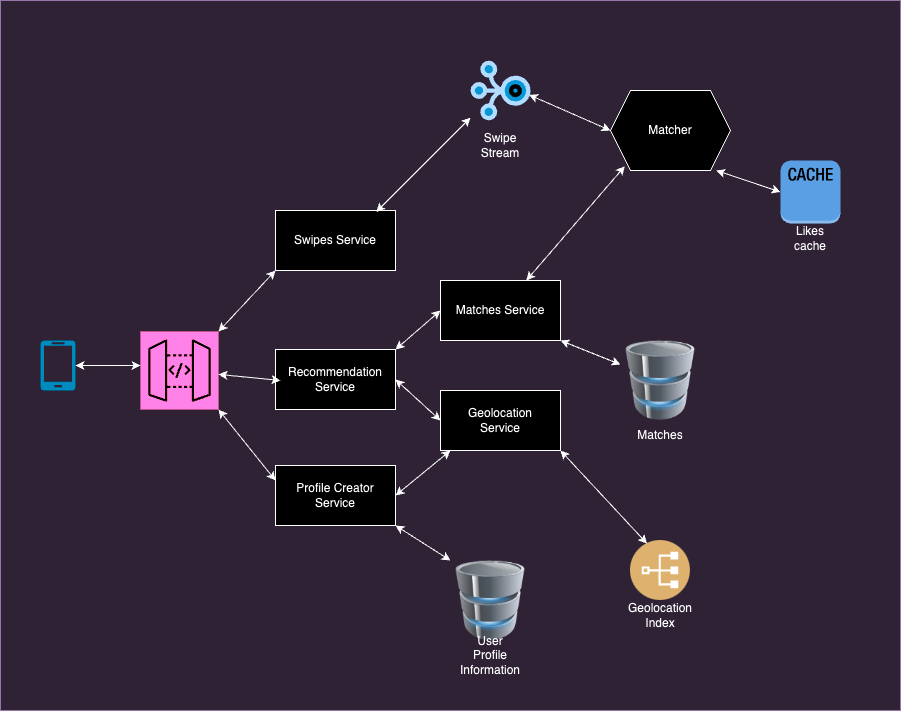 Swipe
Stream
Matcher
CACHE
Likes
cache
Swipes Service
Matches Service
</>
Recommendation
Service
Geolocation
Service
Matches
Profile Creator
Service
Geolocation
Index
User
Profile
Information